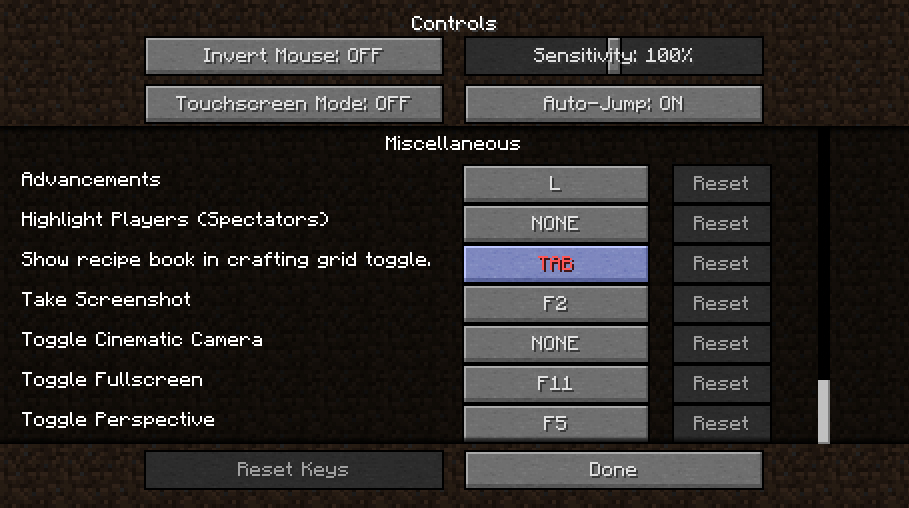 Controls
Invert Mouse: OFF
Sensitivity: 100%
Touchscreen Mode: OFF
Auto-Jump: ON
Miscellaneous
Advancements L Reset
Highlight Players (Spectators) NONE Reset
Show recipe book in crafting grid toggle. TAB Reset
Take Screenshot F2 Reset
Toggle Cinematic Camera NONE Reset
Toggle Fullscreen F11 Reset
Toggle Perspective F5 Reset
Reset Keys
Done